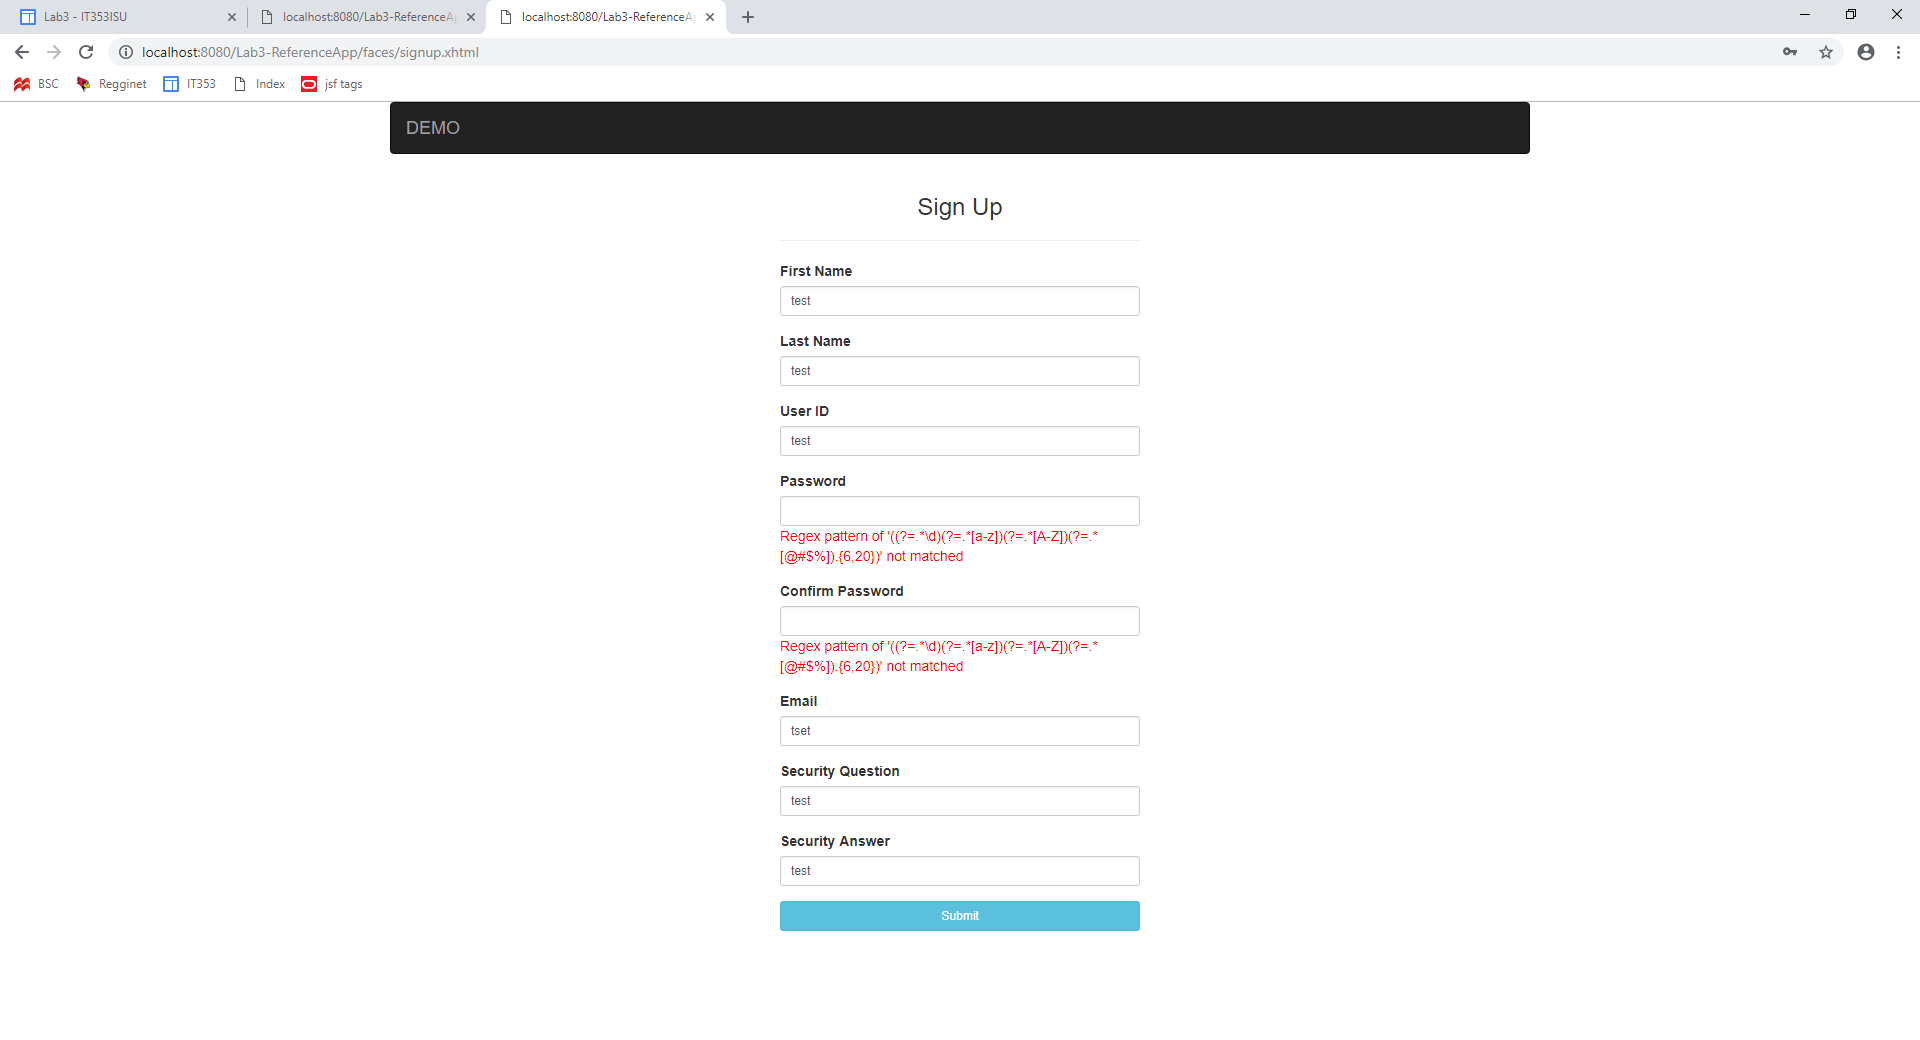 Lab3 - IT353ISU
localhost:8080/Lab3-ReferenceAp
localhost:8080/Lab3-ReferenceAp
localhost:8080/Lab3-ReferenceApp/faces/signup.xhtml
BSC Regginet IT353 Index jsf tags
DEMO
Sign Up
First Name
test
Last Name
test
User ID
test
Password
Regex pattern of '((?=.*\d)(?=.*[a-z])(?=.*[A-Z])(?=.*
[@#$%]).{6,20})' not matched
Confirm Password
Regex pattern of '((?=.*\d)(?=.*[a-z])(?=.*[A-Z])(?=.*
[@#$%]).{6,20})' not matched
Email
tset
Security Question
test
Security Answer
test
Submit